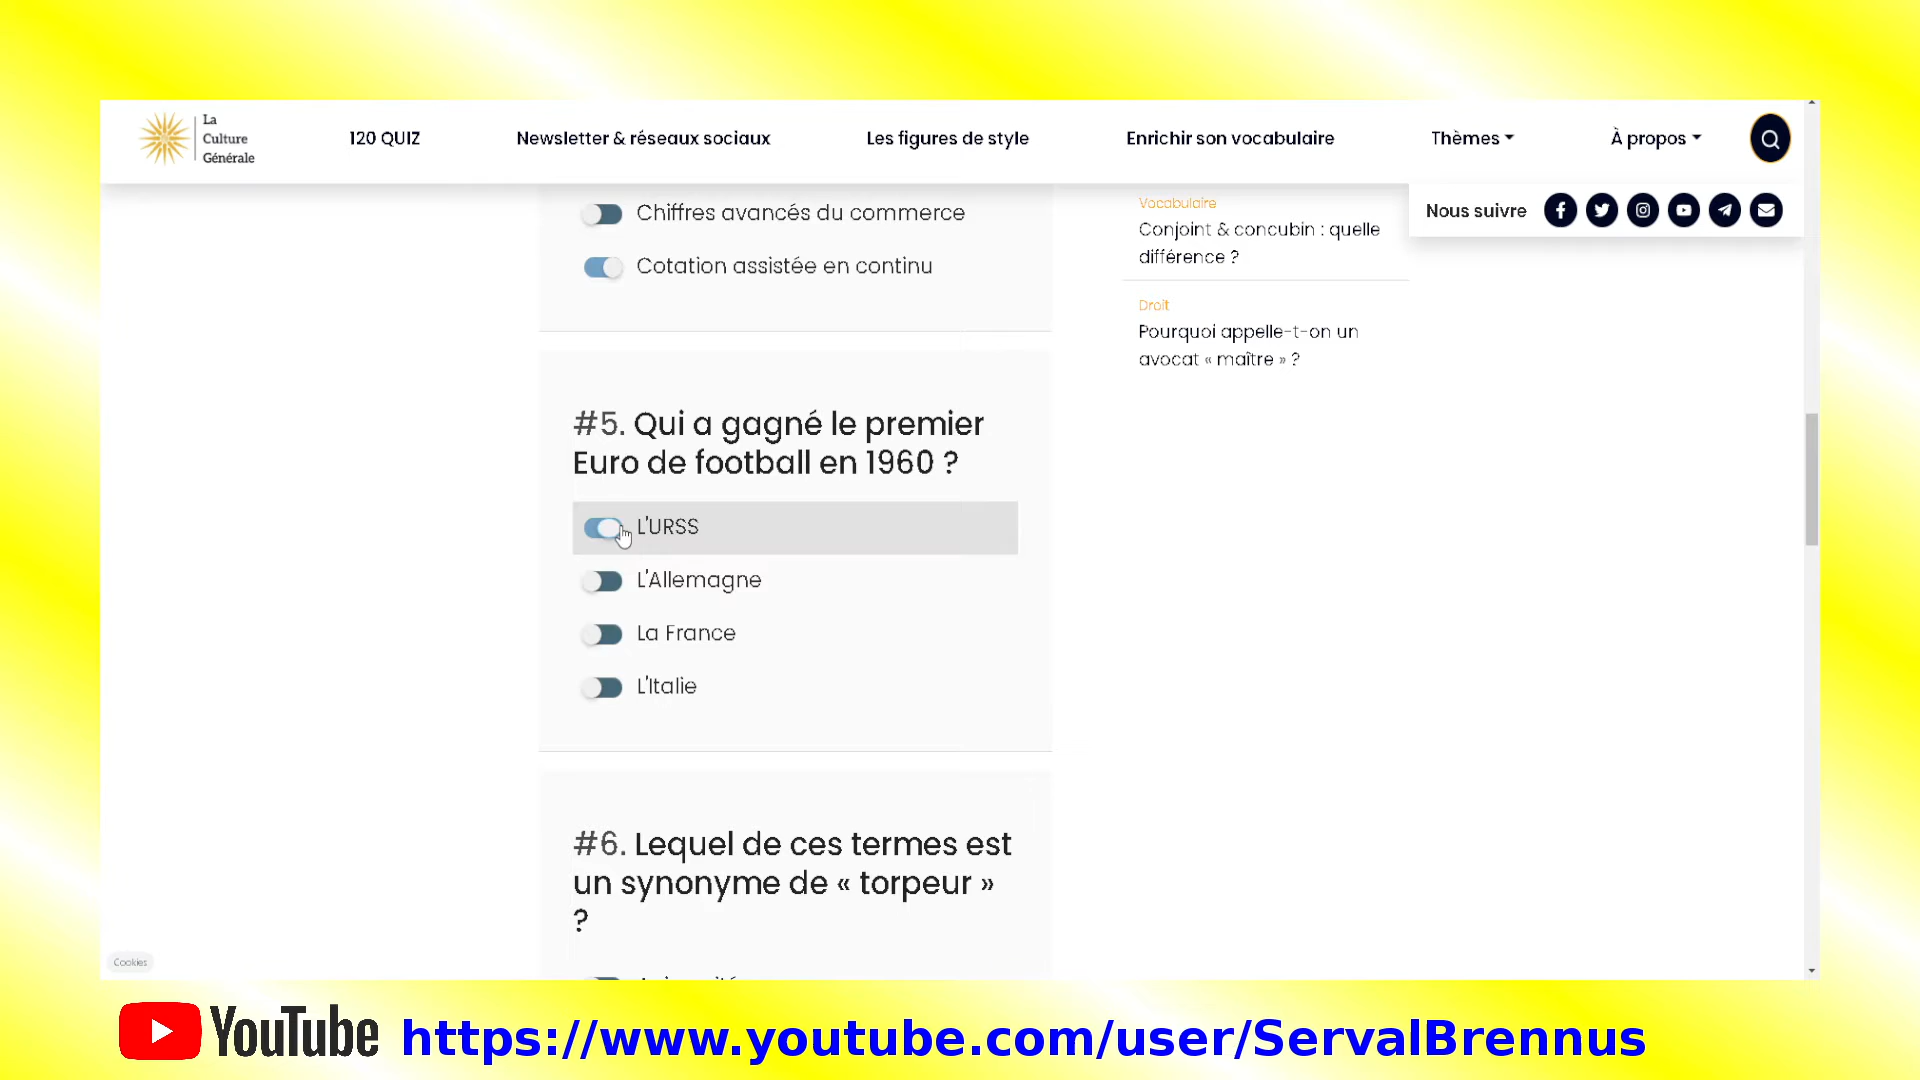 La
Culture
Générale
120 QUIZ
Newsletter & réseaux sociaux
Les figures de style
Enrichir son vocabulaire
Thèmes
À propos
Nous suivre
Chiffres avancés du commerce
Cotation assistée en continu
Vocabulaire
Conjoint & concubin : quelle
différence ?
Droit
Pourquoi appelle-t-on un
avocat « maître » ?
#5. Qui a gagné le premier
Euro de football en 1960 ?
L'URSS
L'Allemagne
La France
L'Italie
#6. Lequel de ces termes est
un synonyme de « torpeur »
?
Cookies
YouTube
https://www.youtube.com/user/ServalBrennus